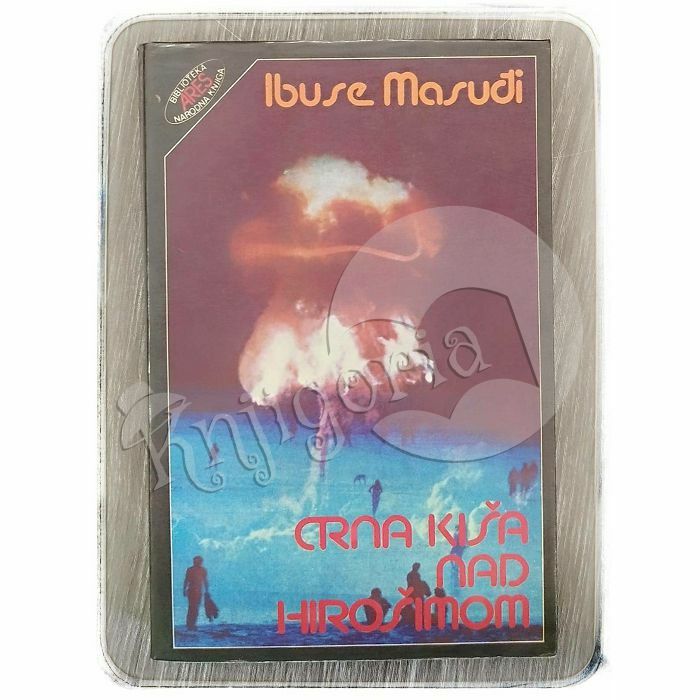 BIBLIOTEKA
ARES
NARODNA KNJIGA
Ibuse Masuđi
Knjigoria
CRNA KIŠA
NAD
HIROŠIMOM